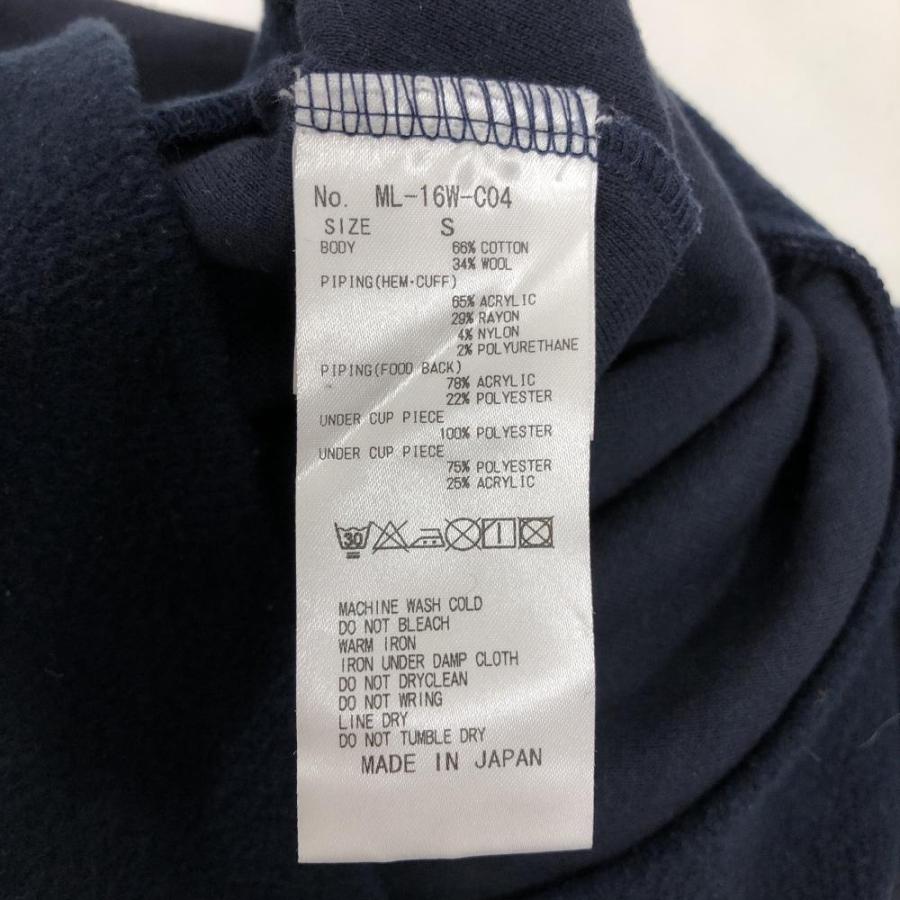 No. ML-16W-C04
SIZE S
BODY 66% COTTON
34% WOOL
PIPING(HEM·CUFF)
65% ACRYLIC
29% RAYON
4% NYLON
2% POLYURETHANE
PIPING(FOOD BACK)
78% ACRYLIC
22% POLYESTER
UNDER CUP PIECE
100% POLYESTER
UNDER CUP PIECE
75% POLYESTER
25% ACRYLIC
30
MACHINE WASH COLD
DO NOT BLEACH
WARM IRON
IRON UNDER DAMP CLOTH
DO NOT DRYCLEAN
DO NOT WRING
LINE DRY
DO NOT TUMBLE DRY
MADE IN JAPAN